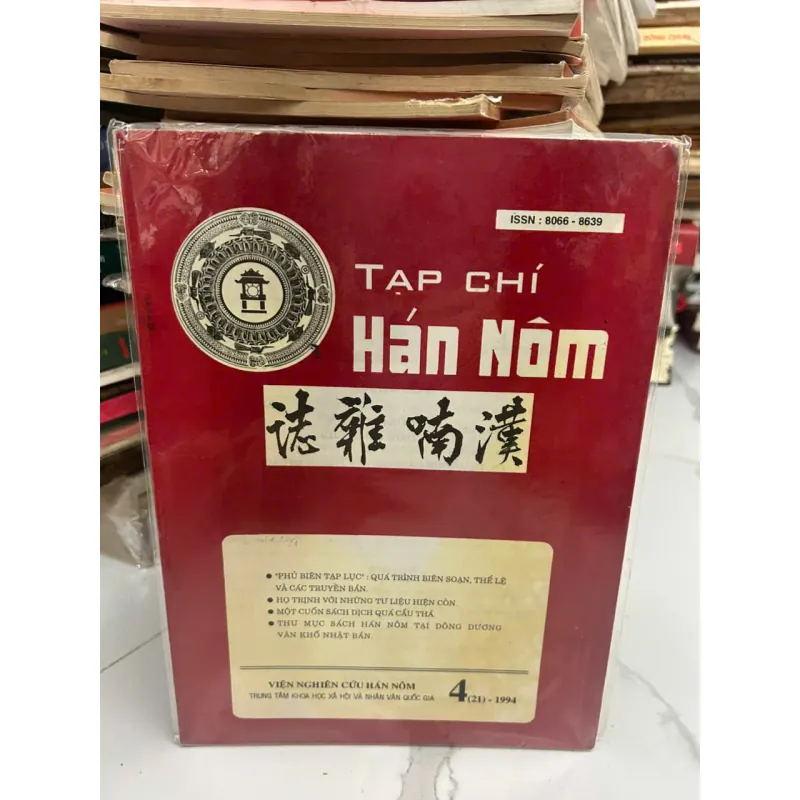 ISSN : 8066 - 8639
TẠP CHÍ
Hán Nôm
誌雜喃漢
"PHỦ BIÊN TẠP LỤC" : QUÁ TRÌNH BIÊN SOẠN, THỂ LỆ
VÀ CÁC TRUYỀN BẢN.
HỌ TRỊNH VỚI NHỮNG TƯ LIỆU HIỆN CÒN.
MỘT CUỐN SÁCH DỊCH QUÁ CẨU THẢ.
THƯ MỤC SÁCH HÁN NÔM TẠI ĐÔNG DƯƠNG
VĂN KHỐ NHẬT BẢN.
VIỆN NGHIÊN CỨU HÁN NÔM
TRUNG TÂM KHOA HỌC XÃ HỘI VÀ NHÂN VĂN QUỐC GIA
4 (21) - 1994